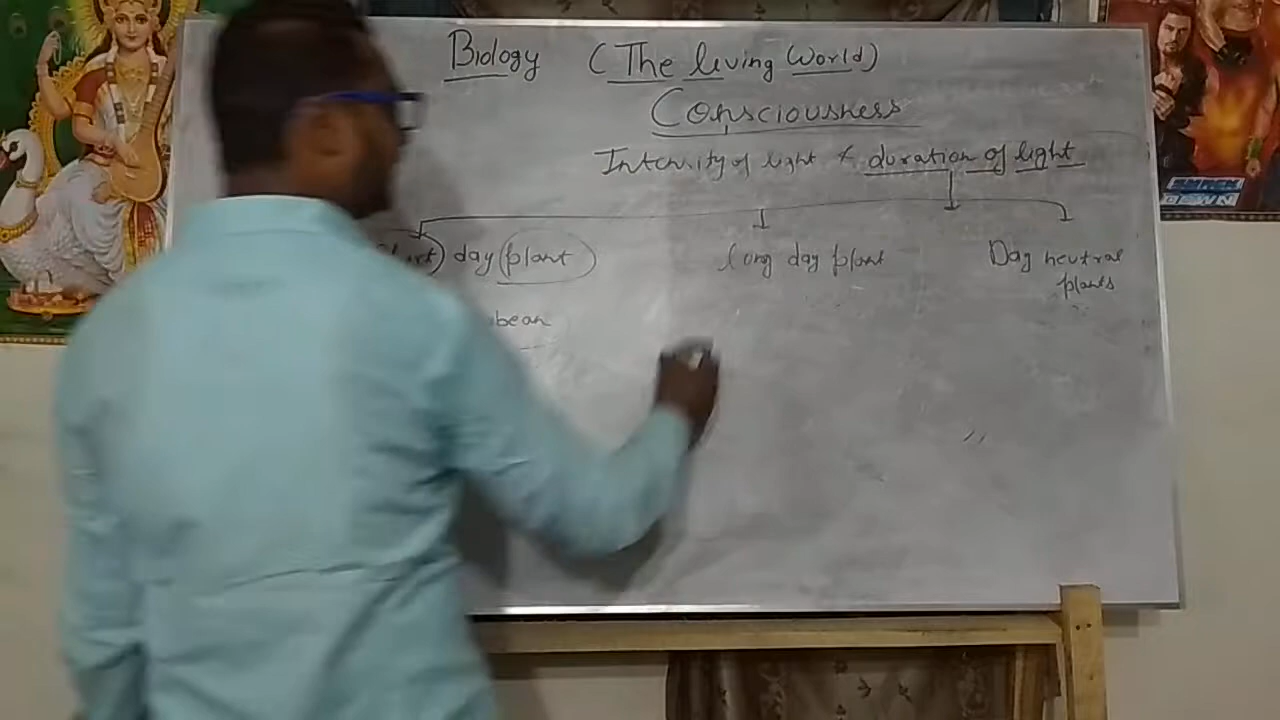 Biology (The living World)
Consciousness
Intensity of light & duration of light
day plant
long day plant
Day neutral
plants
bean